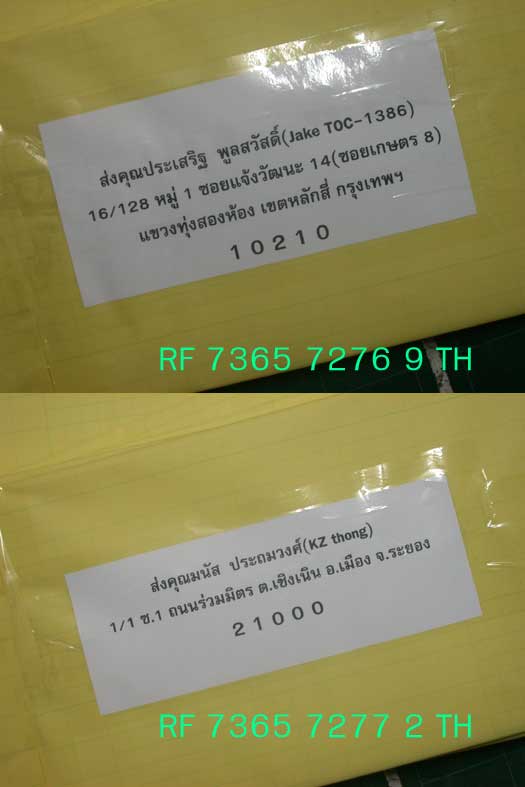 ส่งคุณประเสริฐ พูลสวัสดิ์(Jake TOC-1386)
16/128 หมู่ 1 ซอยแจ้งวัฒนะ 14(ซอยเกษตร 8)
แขวงทุ่งสองห้อง เขตหลักสี่ กรุงเทพฯ
10210
RF 7365 7276 9 TH
ส่งคุณมนัส ประถมวงศ์(KZ thong)
1/1 ซ.1 ถนนร่วมมิตร ต.เชิงเนิน อ.เมือง จ.ระยอง
21000
RF 7365 7277 2 TH